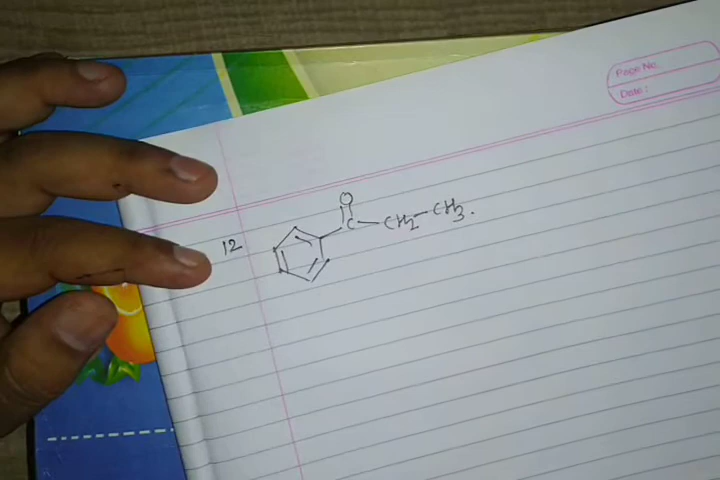 Page No.
Date:
12
O
C-CH2-CH3.